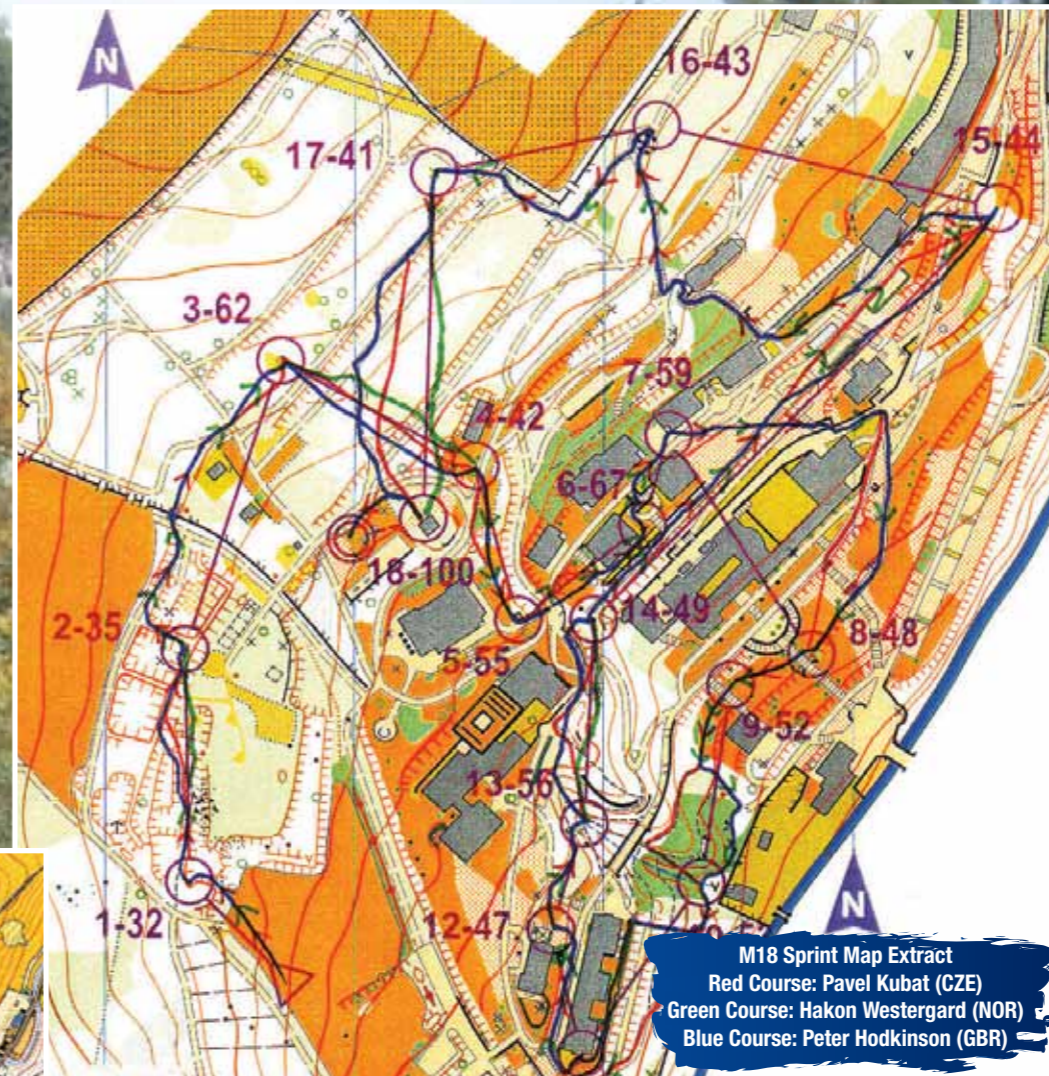 N
16-43
17-41
15-44
3-62
7-59
4-42
6-67
18-100
14-49
2-35
8-48
5-55
9-52
13-56
N
1-32
12-47
M18 Sprint Map Extract
Red Course: Pavel Kubat (CZE)
Green Course: Hakon Westergard (NOR)
Blue Course: Peter Hodkinson (GBR)